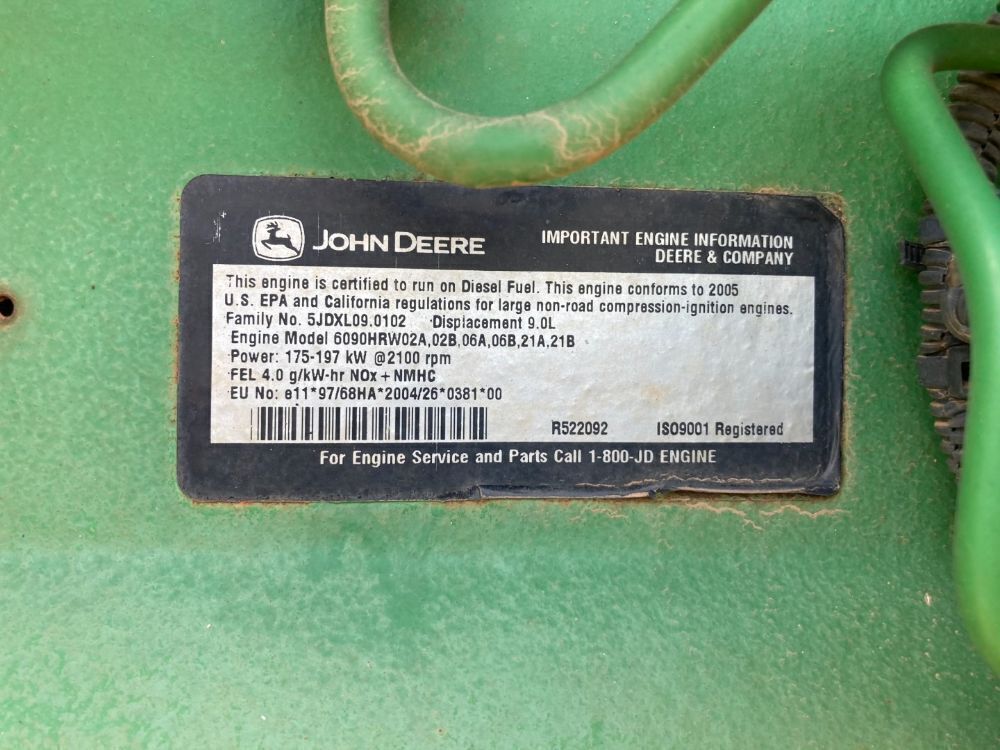 JOHN DEERE
IMPORTANT ENGINE INFORMATION
DEERE & COMPANY
This engine is certified to run on Diesel Fuel. This engine conforms to 2005
U.S. EPA and California regulations for large non-road compression-ignition engines.
Family No. 5JDXL09.0102 Displacement 9.0L
Engine Model 6090HRW02A,02B,06A,06B,21A,21B
Power: 175-197 kW @2100 rpm
FEL 4.0 g/kW-hr NOx + NMHC
EU No: e11*97/68HA*2004/26*0381*00
R522092 ISO9001 Registered
For Engine Service and Parts Call 1-800-JD ENGINE